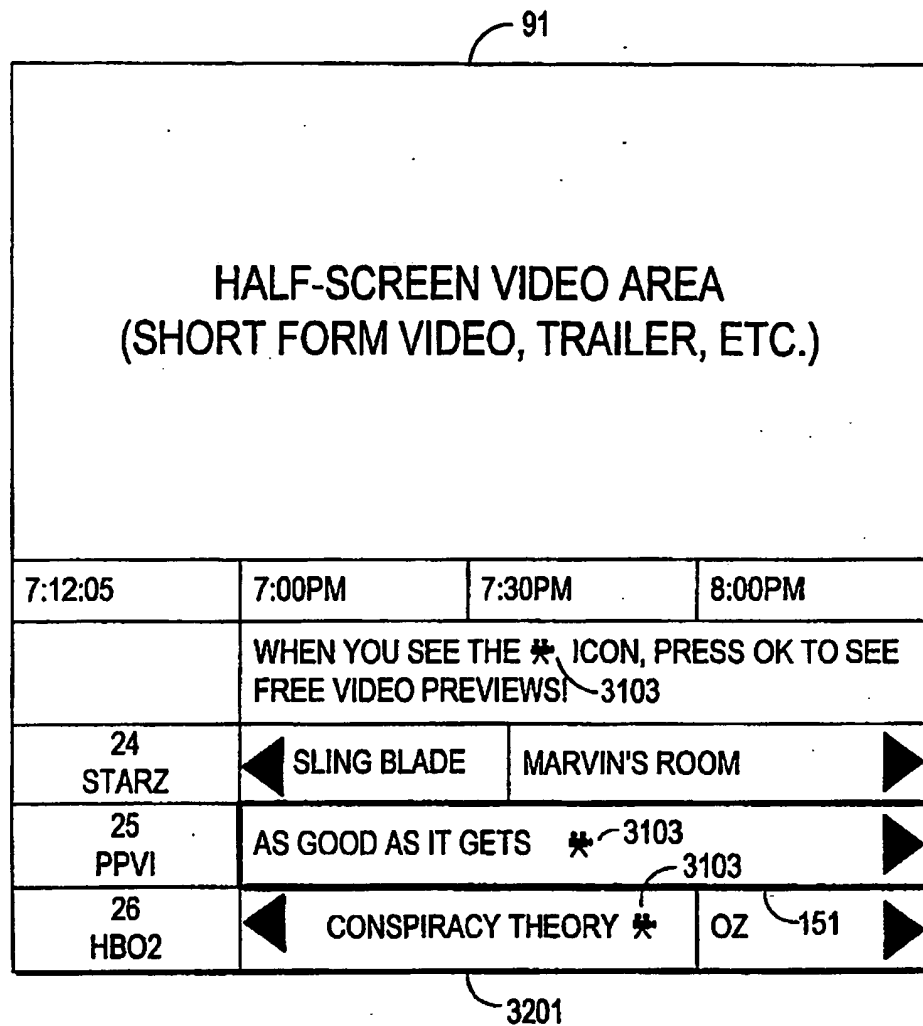 91
HALF-SCREEN VIDEO AREA
(SHORT FORM VIDEO, TRAILER, ETC.)
7:12:05 7:00PM 7:30PM 8:00PM
WHEN YOU SEE THE ICON, PRESS OK TO SEE
FREE VIDEO PREVIEWS! 3103
24
STARZ
SLING BLADE
MARVIN'S ROOM
25
PPVI
AS GOOD AS IT GETS 3103
3103
26
HBO2
CONSPIRACY THEORY
OZ 151
3201